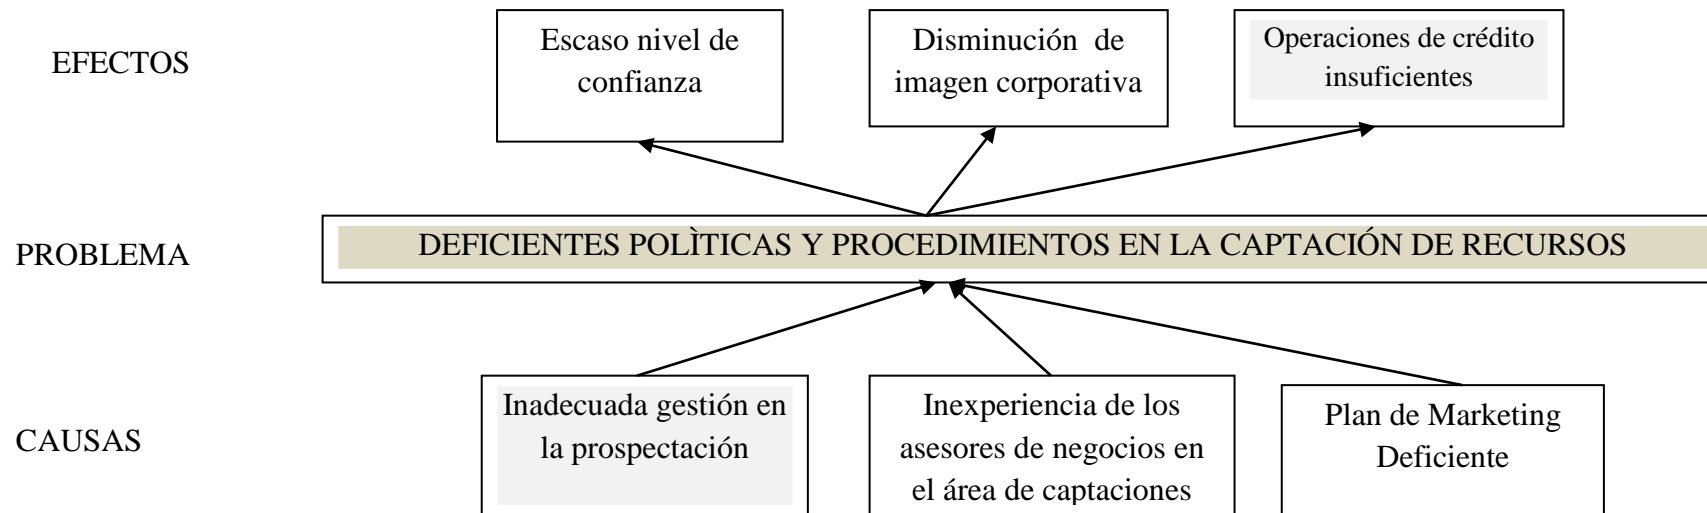 EFECTOS
Escaso nivel de
confianza
Disminución de
imagen corporativa
Operaciones de crédito
insuficientes
PROBLEMA
DEFICIENTES POLÌTICAS Y PROCEDIMIENTOS EN LA CAPTACIÓN DE RECURSOS
CAUSAS
Inadecuada gestión en
la prospectación
Inexperiencia de los
asesores de negocios en
el área de captaciones
Plan de Marketing
Deficiente